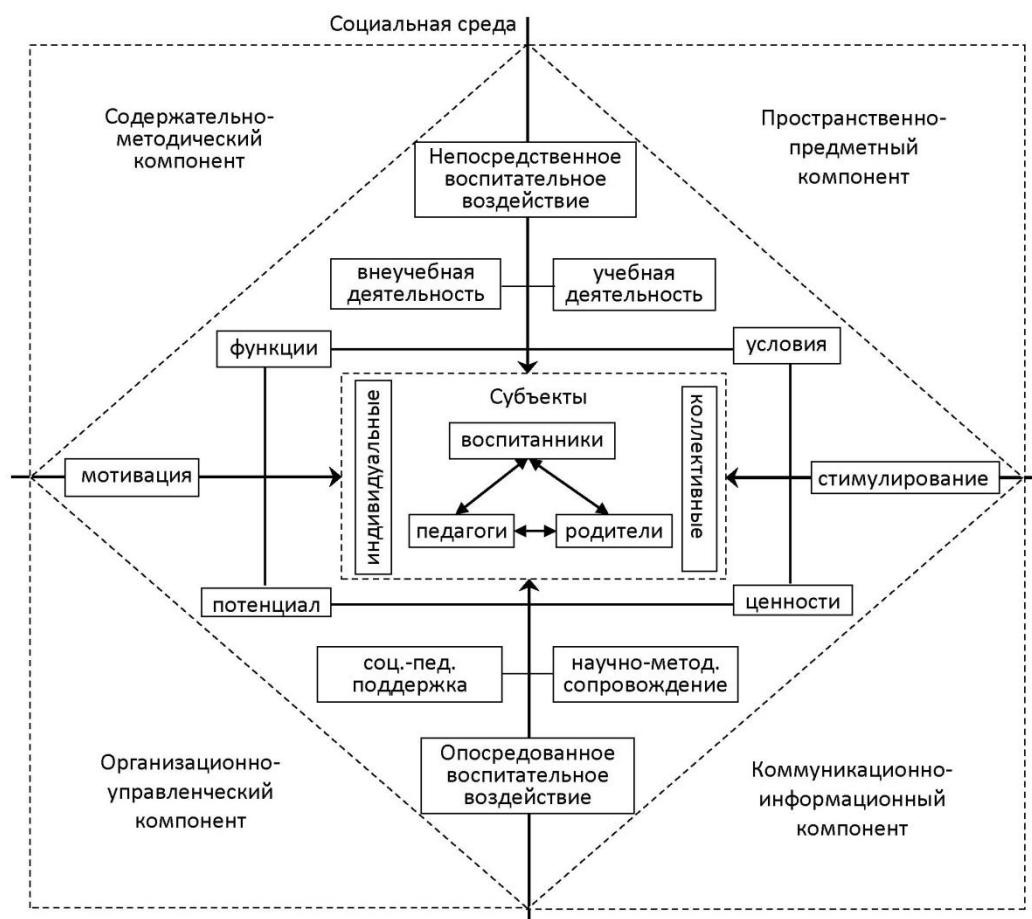 Социальная среда
Содержательно-
методический
компонент
Пространственно-
предметный
компонент
Непосредственное
воспитательное
воздействие
внеучебная
деятельность
учебная
деятельность
функции
условия
индивидуальные
Субъекты
коллективные
воспитанники
мотивация
стимулирование
педагоги
родители
потенциал
ценности
соц.-пед.
поддержка
научно-метод.
сопровождение
Опосредованное
воспитательное
воздействие
Организационно-
управленческий
компонент
Коммуникационно-
информационный
компонент